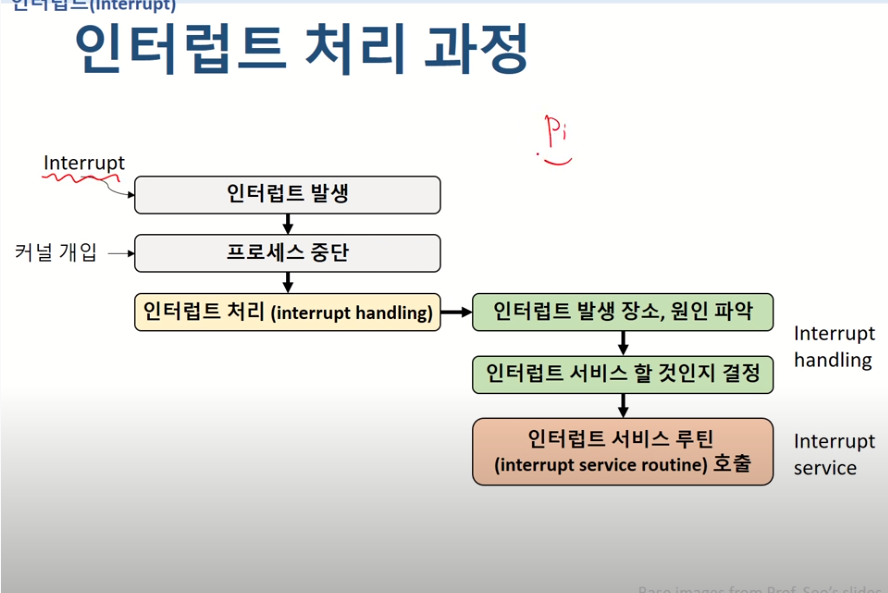 인터럽트(Interrupt)
인터럽트 처리 과정
Pi
Interrupt
인터럽트 발생
커널 개입
프로세스 중단
인터럽트 처리 (interrupt handling)
인터럽트 발생 장소, 원인 파악
인터럽트 서비스 할 것인지 결정
Interrupt
handling
인터럽트 서비스 루틴
(interrupt service routine) 호출
Interrupt
service
Base images from Prof. Seo's slides